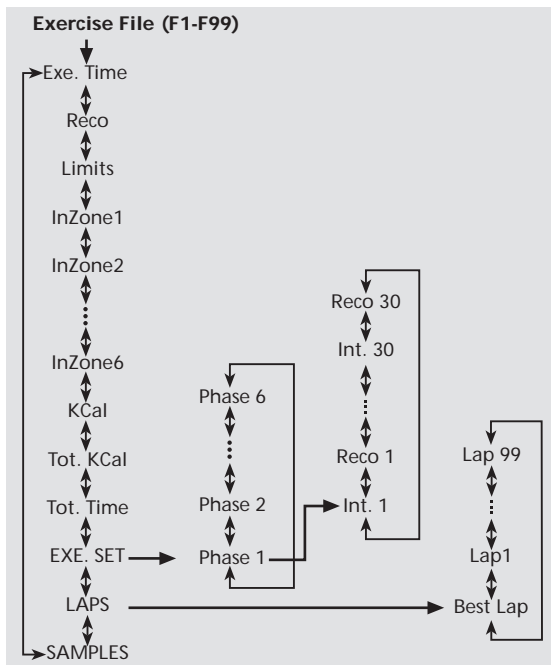 Exercise File (F1-F99)
Exe. Time
Reco
Limits
InZone1
InZone2
InZone6
KCal
Tot. KCal
Tot. Time
EXE. SET
LAPS
SAMPLES
Phase 6
Phase 2
Phase 1
Reco 30
Int. 30
Reco 1
Int. 1
Lap 99
Lap1
Best Lap